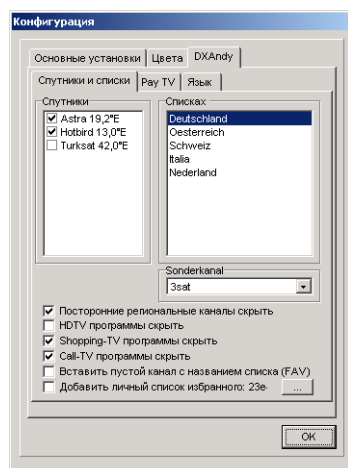 Конфигурация
Основные установки Цвета DXAndy
Спутники и списки Pay TV Язык
Спутники Списках
Astra 19,2°E
Hotbird 13,0°E
Turksat 42,0°E
Deutschland
Oesterreich
Schweiz
Italia
Nederland
Sonderkanal
3sat
Посторонние региональные каналы скрыть
HDTV программы скрыть
Shopping-TV программы скрыть
Call-TV программы скрыть
Вставить пустой канал с названием списка (FAV)
Добавить личный список избранного: 23e- ...
OK